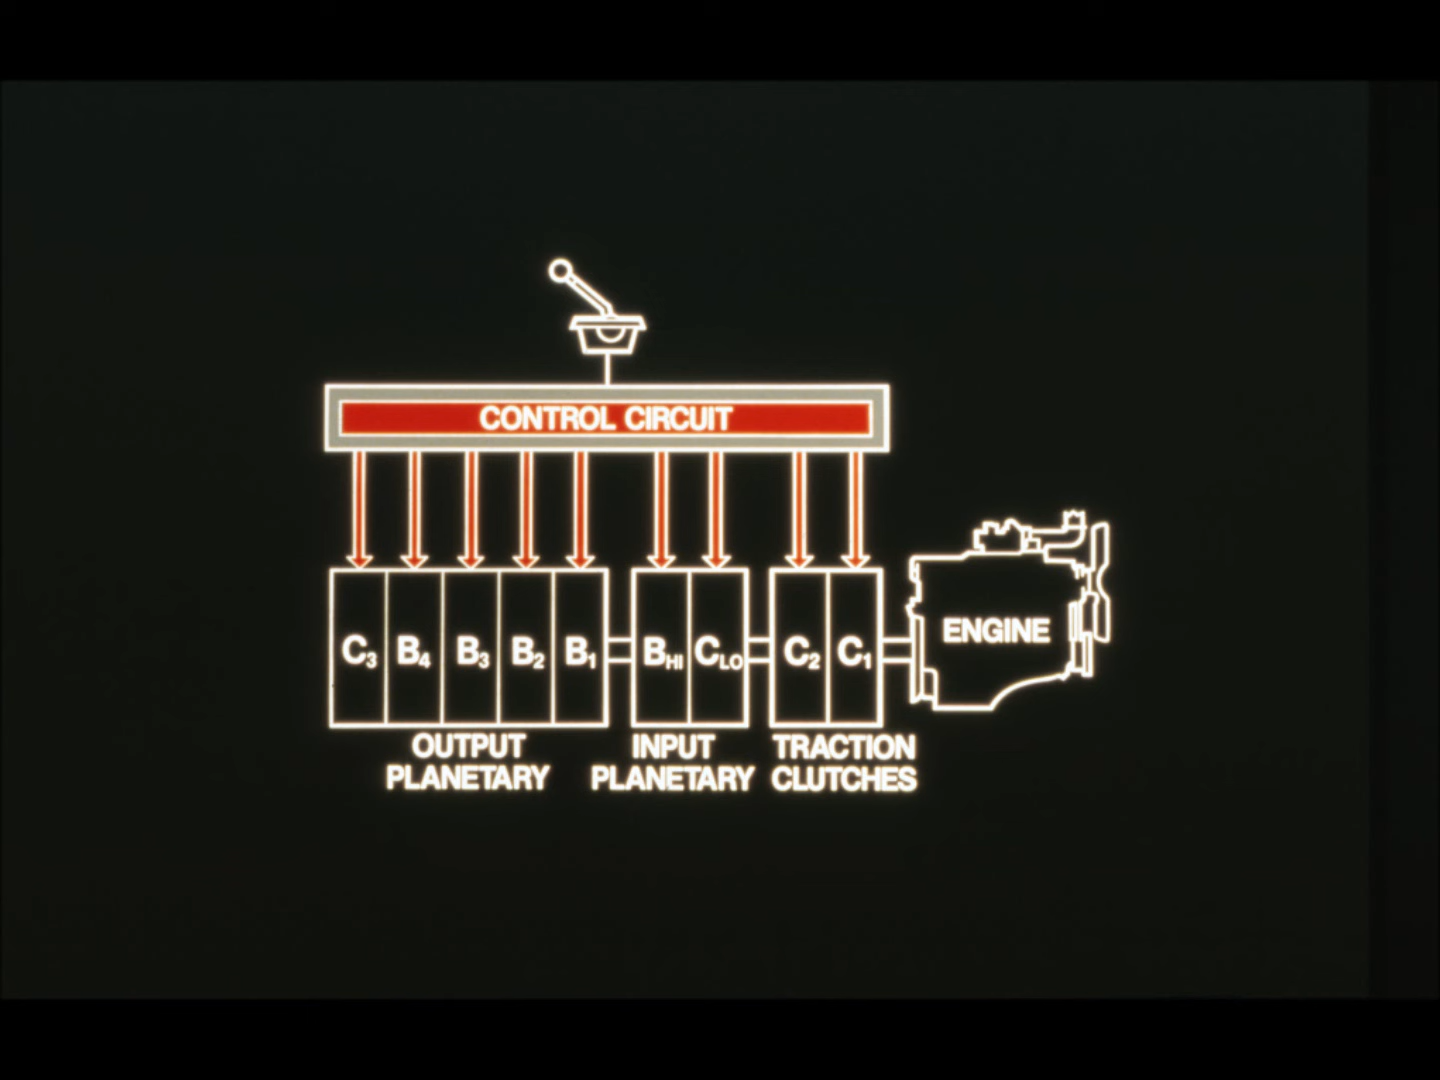 CONTROL CIRCUIT
C3 B4 B3 B2 B1 BHI CLO C2 C1 ENGINE
OUTPUT PLANETARY
INPUT PLANETARY
TRACTION CLUTCHES